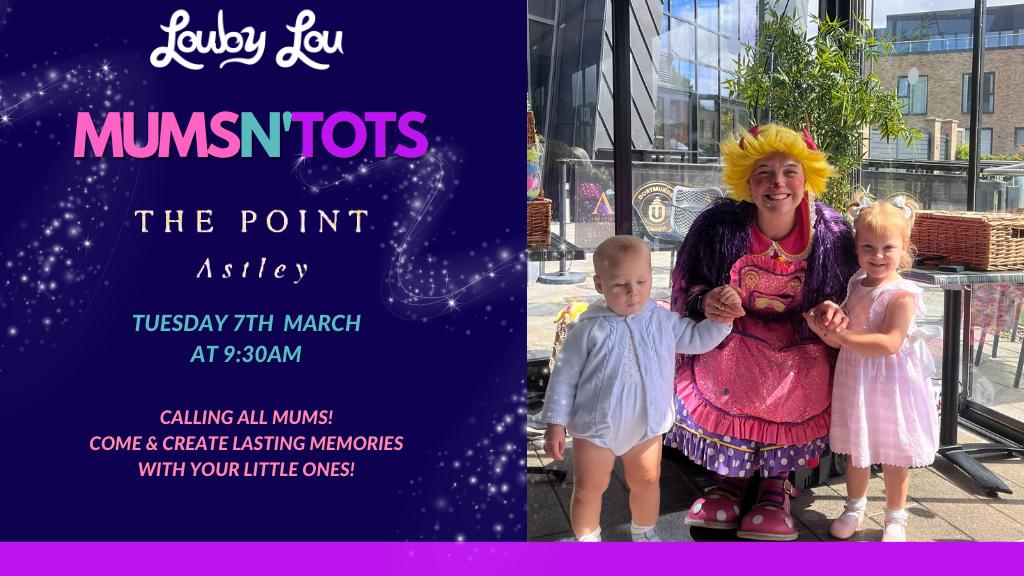 Louby Lou
MUMSN'TOTS
THE POINT
Astley
TUESDAY 7TH MARCH
AT 9:30AM
CALLING ALL MUMS!
COME & CREATE LASTING MEMORIES
WITH YOUR LITTLE ONES!
DORTMUNDER